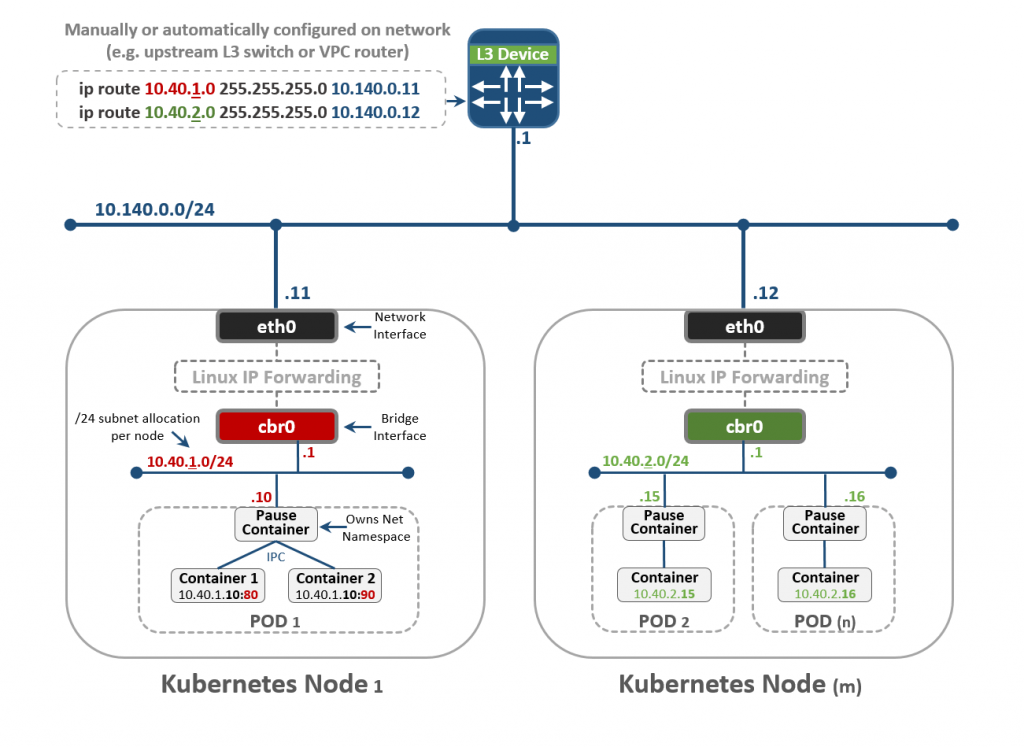 Manually or automatically configured on network
(e.g. upstream L3 switch or VPC router)
ip route 10.40.1.0 255.255.255.0 10.140.0.11
ip route 10.40.2.0 255.255.255.0 10.140.0.12
L3 Device
.1
10.140.0.0/24
.11
.12
eth0
Network
Interface
Linux IP Forwarding
/24 subnet allocation
per node
cbr0
Bridge
Interface
10.40.1.0/24
.1
.10
Pause
Container
Owns Net
Namespace
IPC
Container 1
10.40.1.10:80
Container 2
10.40.1.10:90
POD 1
Kubernetes Node 1
eth0
Linux IP Forwarding
cbr0
10.40.2.0/24
.1
.15
Pause
Container
Container
10.40.2.15
POD 2
.16
Pause
Container
Container
10.40.2.16
POD (n)
Kubernetes Node (m)